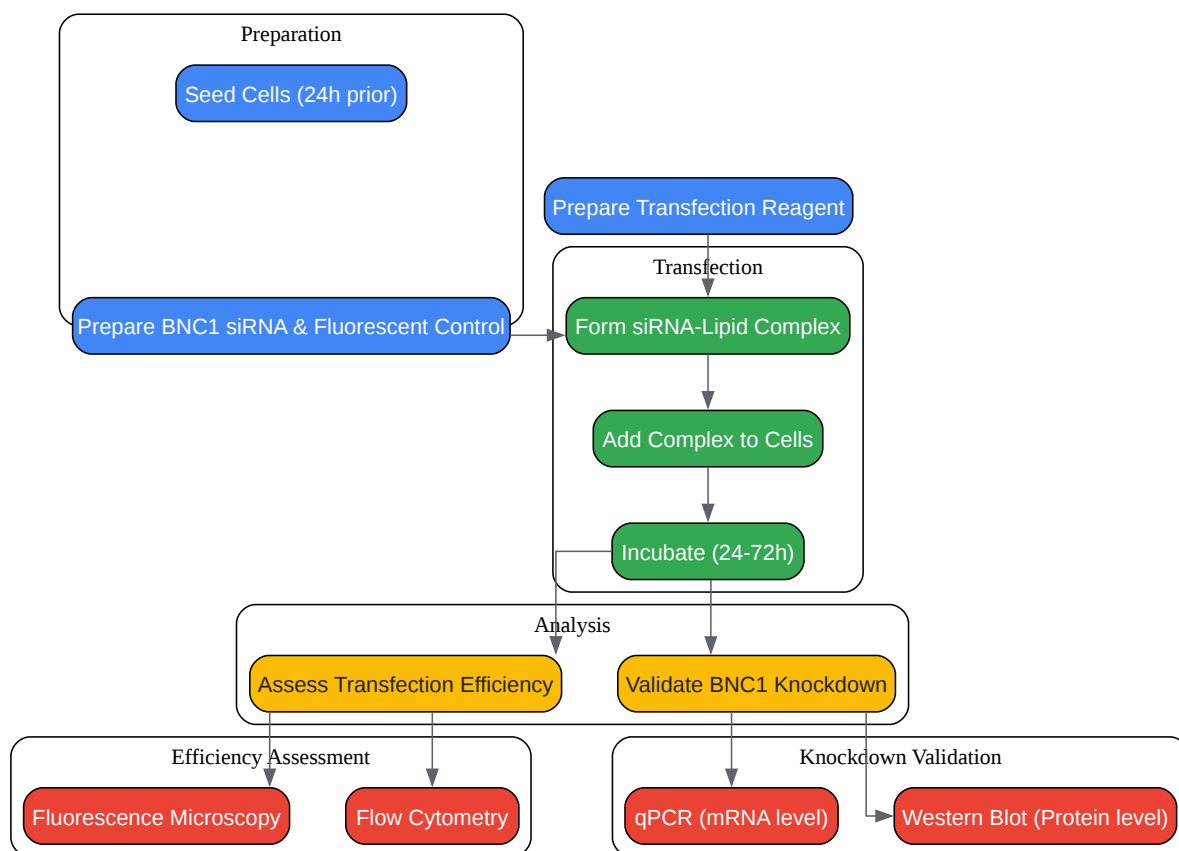 Preparation
Seed Cells (24h prior)
Prepare Transfection Reagent
Transfection
Prepare BNC1 siRNA & Fluorescent Control
Form siRNA-Lipid Complex
Add Complex to Cells
Incubate (24-72h)
Analysis
Assess Transfection Efficiency
Validate BNC1 Knockdown
Efficiency Assessment
Knockdown Validation
Fluorescence Microscopy
Flow Cytometry
qPCR (mRNA level)
Western Blot (Protein level)